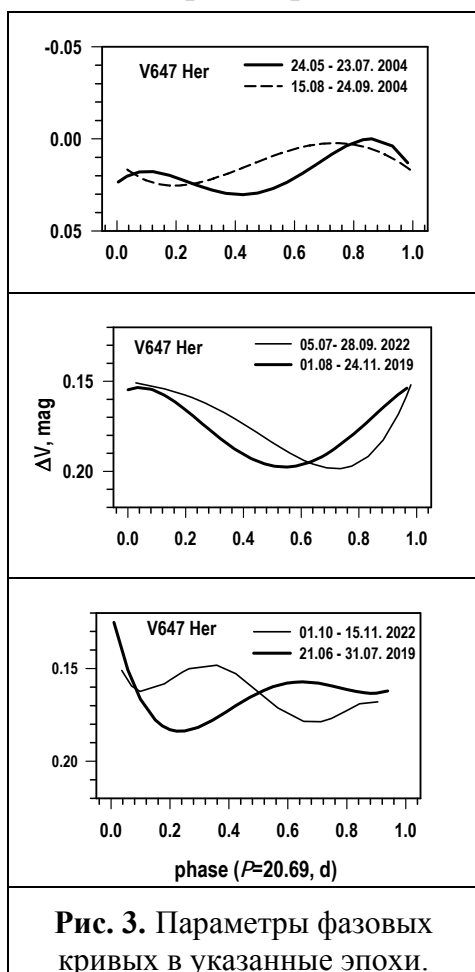 -0.05
V647 Her
24.05 - 23.07. 2004
15.08 - 24.09. 2004
0.00
0.05
0.0 0.2 0.4 0.6 0.8 1.0
V647 Her
05.07- 28.09. 2022
01.08 - 24.11. 2019
0.15
ΔV, mag
0.20
0.0 0.2 0.4 0.6 0.8 1.0
V647 Her
01.10 - 15.11. 2022
21.06 - 31.07. 2019
0.15
0.20
0.0 0.2 0.4 0.6 0.8 1.0
phase (P=20.69, d)
Рис. 3. Параметры фазовых
кривых в указанные эпохи.